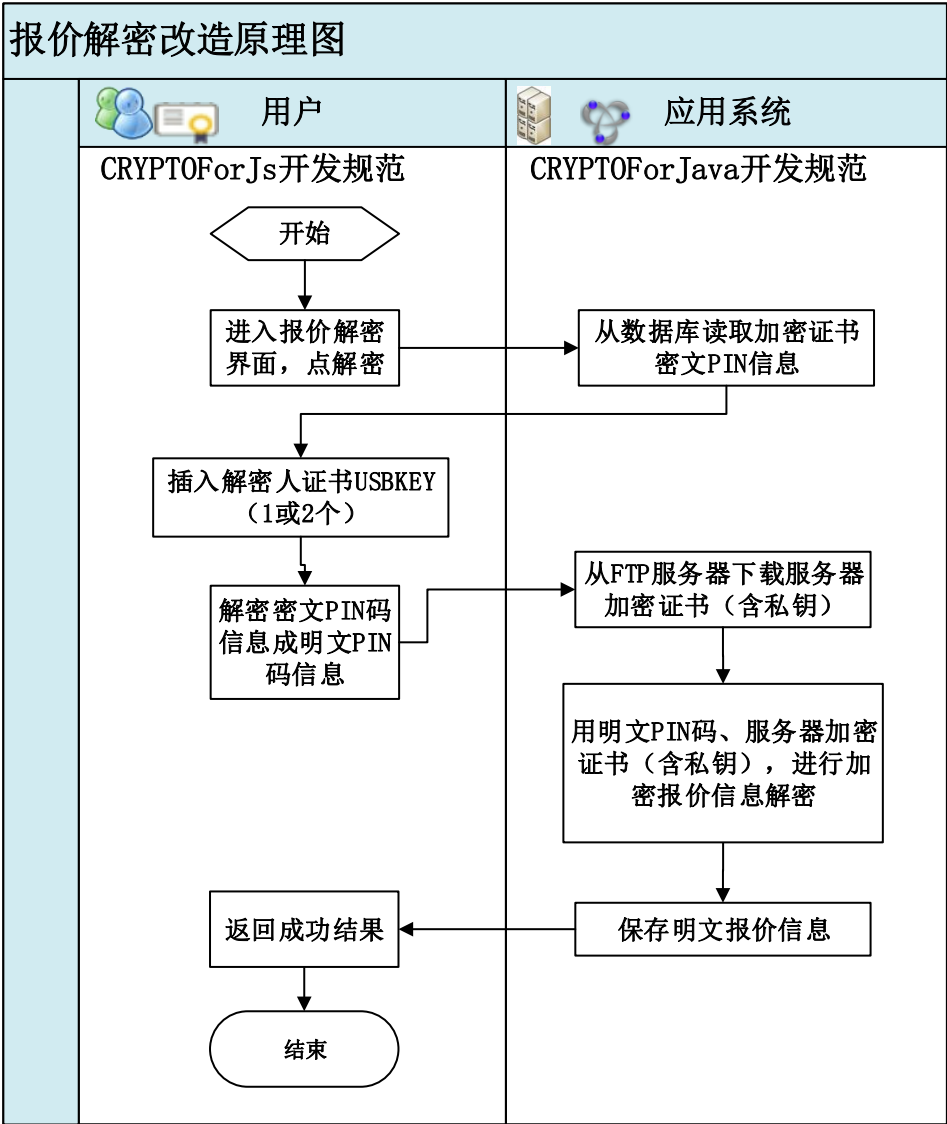 报价解密改造原理图
用户
应用系统
CRYPTOForJs开发规范
CRYPTOForJava开发规范
开始
进入报价解密
界面，点解密
从数据库读取加密证书
密文PIN信息
插入解密人证书USBKEY
（1或2个）
解密密文PIN码
信息成明文PIN
码信息
从FTP服务器下载服务器
加密证书（含私钥）
用明文PIN码、服务器加密
证书（含私钥），进行加
密报价信息解密
返回成功结果
保存明文报价信息
结束